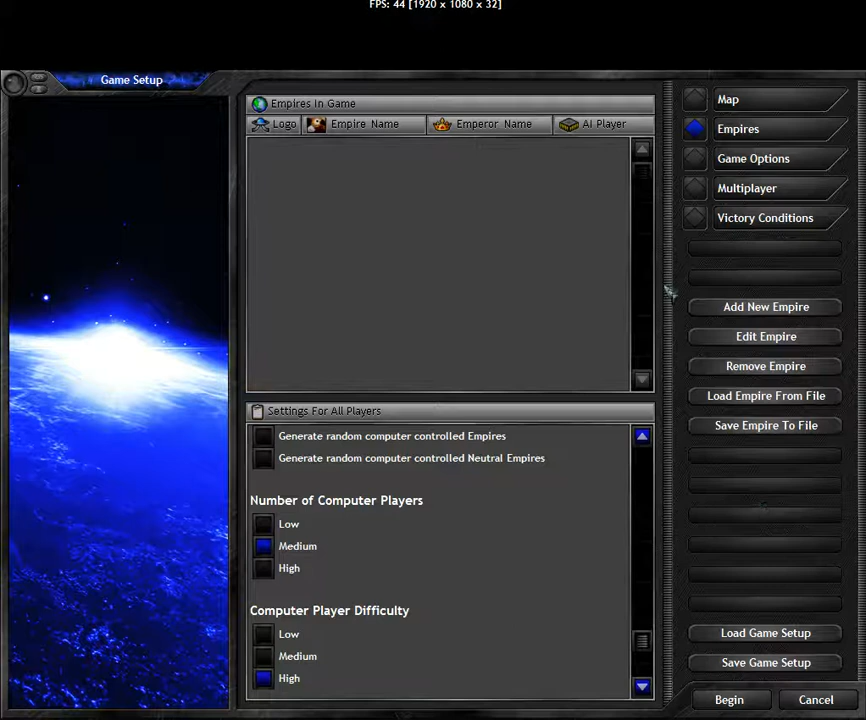 FPS: 44 [1920 x 1080 x 32]
Game Setup
Empires In Game
Logo Empire Name Emperor Name AI Player
Settings For All Players
Generate random computer controlled Empires
Generate random computer controlled Neutral Empires
Number of Computer Players
Low
Medium
High
Computer Player Difficulty
Low
Medium
High
Map
Empires
Game Options
Multiplayer
Victory Conditions
Add New Empire
Edit Empire
Remove Empire
Load Empire From File
Save Empire To File
Load Game Setup
Save Game Setup
Begin Cancel